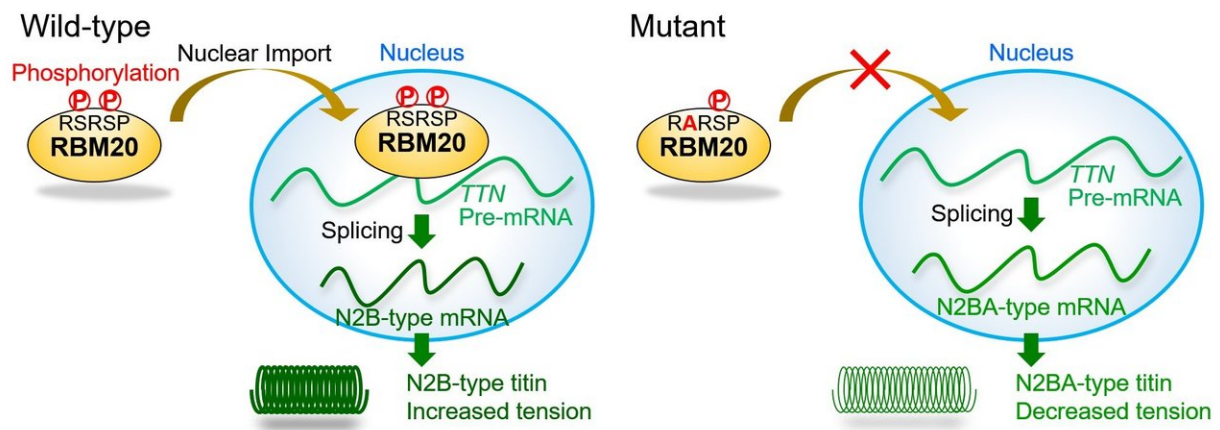 Wild-type
Nuclear Import
Nucleus
Phosphorylation
P P
RSRSP
RBM20
P P
RSRSP
RBM20
TTN
Pre-mRNA
Splicing
N2B-type mRNA
N2B-type titin
Increased tension
Mutant
Nucleus
P
RARSP
RBM20
TTN
Pre-mRNA
Splicing
N2BA-type mRNA
N2BA-type titin
Decreased tension